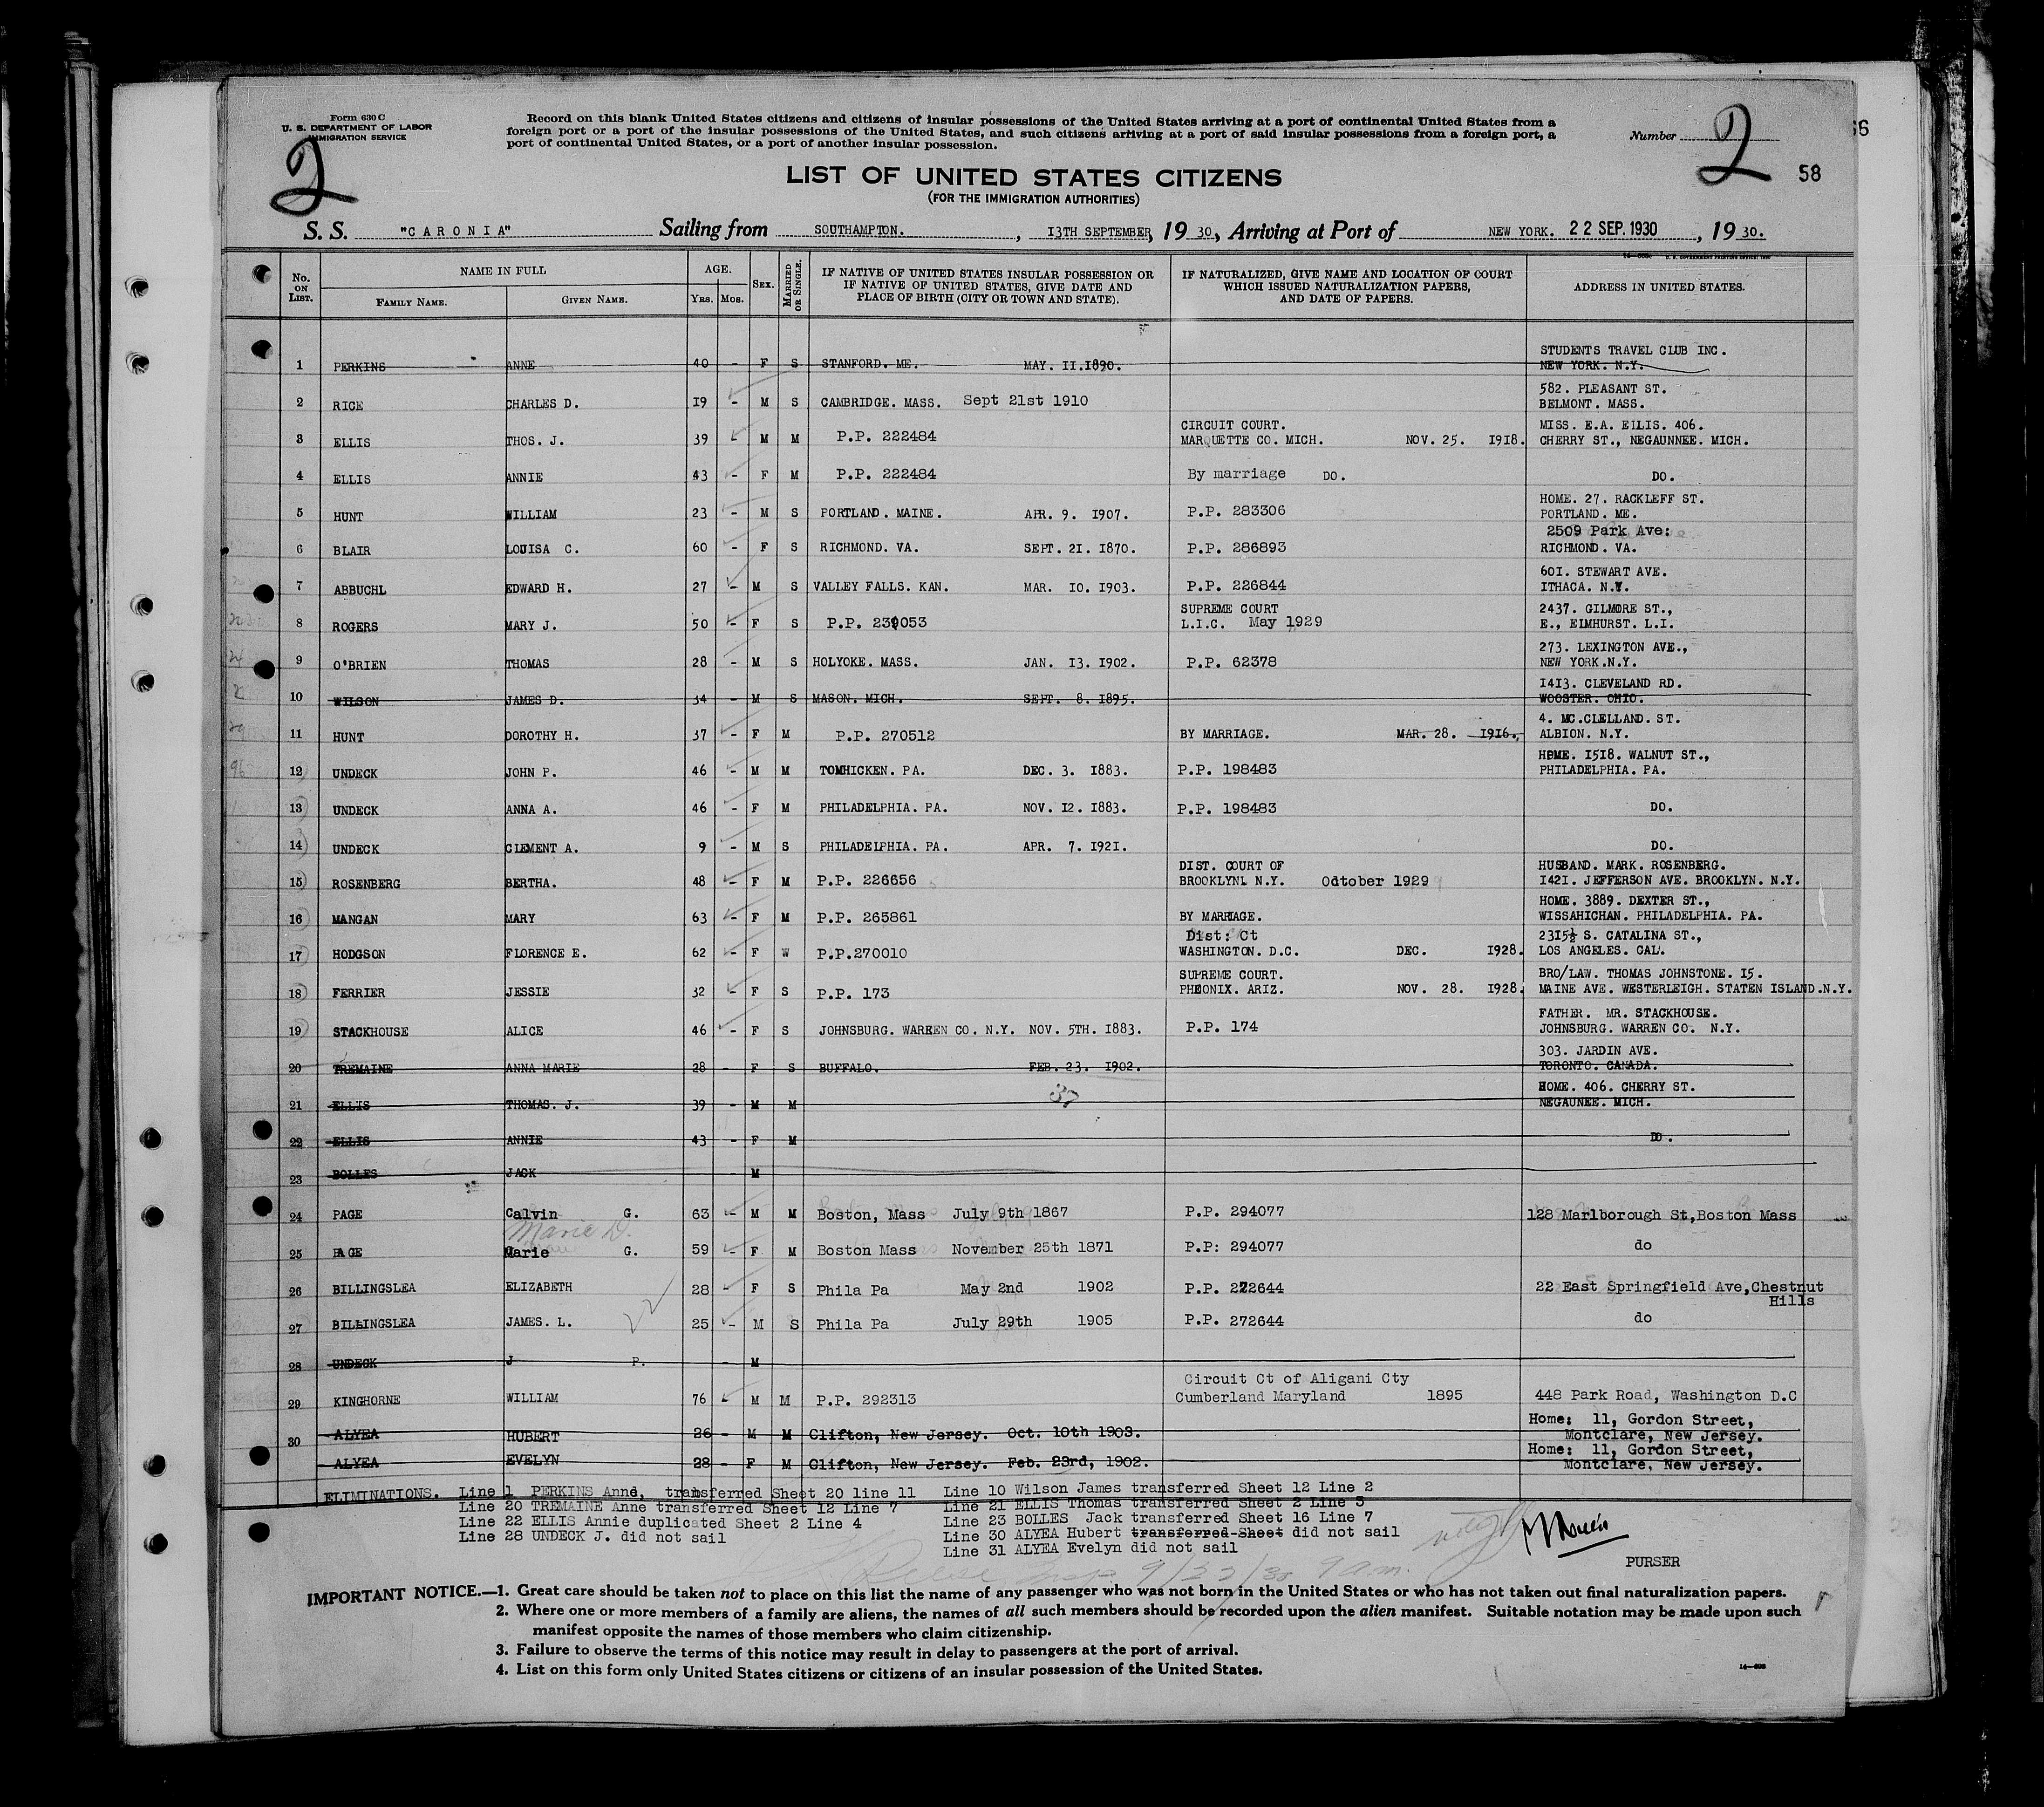 Form 630 C
U. S. DEPARTMENT OF LABOR
IMMIGRATION SERVICE
2
Record on this blank United States citizens and citizens of insular possessions of the United States arriving at a port of continental United States from a
foreign port or a port of the insular possessions of the United States, and such citizens arriving at a port of said insular possessions from a foreign port, a
port of continental United States, or a port of another insular possession.
Number 2
66
58
LIST OF UNITED STATES CITIZENS
(FOR THE IMMIGRATION AUTHORITIES)
S. S. "CARONIA" Sailing from SOUTHAMPTON. , 13TH SEPTEMBER, 19 30, Arriving at Port of NEW YORK. 22 SEP. 1930 , 19 30.
No. ON LIST. NAME IN FULL FAMILY NAME. GIVEN NAME. AGE. YRS. MOS. SEX. MARRIED OR SINGLE. IF NATIVE OF UNITED STATES INSULAR POSSESSION OR IF NATIVE OF UNITED STATES, GIVE DATE AND PLACE OF BIRTH (CITY OR TOWN AND STATE). IF NATURALIZED, GIVE NAME AND LOCATION OF COURT WHICH ISSUED NATURALIZATION PAPERS, AND DATE OF PAPERS. ADDRESS IN UNITED STATES.
STUDENTS TRAVEL CLUB INC.
1 PERKINS ANNE 40 - F S STANFORD. ME. MAY. II.1890. NEW YORK. N.Y.
582. PLEASANT ST.
2 RICE CHARLES D. I9 - M S CAMBRIDGE. MASS. Sept 21st 1910 BELMONT. MASS.
CIRCUIT COURT. MISS. E.A. ELLIS. 406.
3 ELLIS THOS. J. 39 - M M P.P. 222484 MARQUETTE CO. MICH. NOV. 25. I9I8. CHERRY ST., NEGAUNNEE. MICH.
4 ELLIS ANNIE 43 - F M P.P. 222484 By marriage DO. DO.
HOME. 27. RACKLEFF ST.
5 HUNT WILLIAM 23 - M S PORTLAND. MAINE. APR. 9. I907. P.P. 283306 PORTLAND. ME.
2509 Park Ave:
6 BLAIR LOUISA C. 60 - F S RICHMOND. VA. SEPT. 2I. I870. P.P. 286893 RICHMOND. VA.
60I. STEWART AVE.
7 ABBUCHL EDWARD H. 27 - M S VALLEY FALLS. KAN. MAR. I0. I903. P.P. 226844 ITHACA. N.Y.
SUPREME COURT 2437. GILMORE ST.,
8 ROGERS MARY J. 50 - F S P.P. 239053 L.I.C. May 1929 E., ELMHURST. L.I.
273. LEXINGTON AVE.,
9 O'BRIEN THOMAS 28 - M S HOLYOKE. MASS. JAN. I3. I902. P.P. 62378 NEW YORK.N.Y.
I4I3. CLEVELAND RD.
10 WILSON JAMES D. 34 - M S MASON. MICH. SEPT. 8. I895. WOOSTER. OHIO.
4. MC.CLELLAND. ST.
11 HUNT DOROTHY H. 37 - F M P.P. 270512 BY MARRIAGE. MAR. 28. I9I6., ALBION. N.Y.
HOME. I5I8. WALNUT ST.,
12 UNDECK JOHN P. 46 - M M TOMHICKEN. PA. DEC. 3. I883. P.P. 198483 PHILADELPHIA. PA.
13 UNDECK ANNA A. 46 - F M PHILADELPHIA. PA. NOV. I2. I883. P.P. 198483 DO.
14 UNDECK CLEMENT A. 9 - M S PHILADELPHIA. PA. APR. 7. I92I. DO.
DIST. COURT OF HUSBAND. MARK. ROSENBERG.
15 ROSENBERG BERTHA. 48 - F M P.P. 226656 BROOKLYNL N.Y. Odtober 1929 I42I. JEFFERSON AVE. BROOKLYN. N.Y.
HOME. 3889. DEXTER ST.,
16 MANGAN MARY 63 - F M P.P. 265861 BY MARRIAGE. WISSAHICHAN. PHILADELPHIA. PA.
Dist: Ct 23I5½ S. CATALINA ST.,
17 HODGSON FLORENCE E. 62 - F W P.P.270010 WASHINGTON. D.C. DEC. I928. LOS ANGELES. CAL.
SUPREME COURT. BRO/LAW. THOMAS JOHNSTONE. I5.
18 FERRIER JESSIE 32 - F S P.P. 173 PHEONIX. ARIZ. NOV. 28. I928. MAINE AVE. WESTERLEIGH. STATEN ISLAND.N.Y.
FATHER. MR. STACKHOUSE.
19 STACKHOUSE ALICE 46 - F S JOHNSBURG. WARREN CO. N.Y. NOV. 5TH. I883. P.P. 174 JOHNSBURG. WARREN CO. N.Y.
303. JARDIN AVE.
20 TREMAINE ANNA MARIE 28 - F S BUFFALO. FEB. 23. I902. TORONTO. CANADA.
HOME. 406. CHERRY ST.
21 ELLIS THOMAS. J. 39 - M M NEGAUNEE. MICH.
22 ELLIS ANNIE 43 - F M DO.
23 BOLLES JACK M
24 PAGE Calvin G. 63 - M M Boston, Mass July 9th 1867 P.P. 294077 128 Marlborough St,Boston Mass
Marie D.
25 PAGE Marie G. 59 - F M Boston Mass November 25th 1871 P.P: 294077 do
26 BILLINGSLEA ELIZABETH 28 - F S Phila Pa May 2nd 1902 P.P. 272644 22 East Springfield Ave,Chestnut
Hills
27 BILLINGSLEA JAMES. L. 25 - M S Phila Pa July 29th 1905 P.P. 272644 do
28 UNDECK J P. M
Circuit Ct of Aligani Cty
29 KINGHORNE WILLIAM 76 - M M P.P. 292313 Cumberland Maryland 1895 448 Park Road, Washington D.C
Home: 11, Gordon Street,
30 ALYEA HUBERT 26 - M M Clifton, New Jersey. Oct. 10th 1903. Montclare, New Jersey.
Home: 11, Gordon Street,
ALYEA EVELYN 28 - F M Clifton, New Jersey. Feb. 23rd, 1902. Montclare, New Jersey.
ELIMINATIONS. Line 1 PERKINS Anne, transferred Sheet 20 line 11 Line 10 Wilson James transferred Sheet 12 Line 2
Line 20 TREMAINE Anne transferred Sheet 12 Line 7 Line 21 ELLIS Thomas transferred Sheet 2 Line 3
Line 22 ELLIS Annie duplicated Sheet 2 Line 4 Line 23 BOLLES Jack transferred Sheet 16 Line 7
Line 28 UNDECK J. did not sail Line 30 ALYEA Hubert transferred Sheet did not sail
Line 31 ALYEA Evelyn did not sail
PURSER
IMPORTANT NOTICE.—1. Great care should be taken not to place on this list the name of any passenger who was not born in the United States or who has not taken out final naturalization papers.
2. Where one or more members of a family are aliens, the names of all such members should be recorded upon the alien manifest. Suitable notation may be made upon such
manifest opposite the names of those members who claim citizenship.
3. Failure to observe the terms of this notice may result in delay to passengers at the port of arrival.
4. List on this form only United States citizens or citizens of an insular possession of the United States.